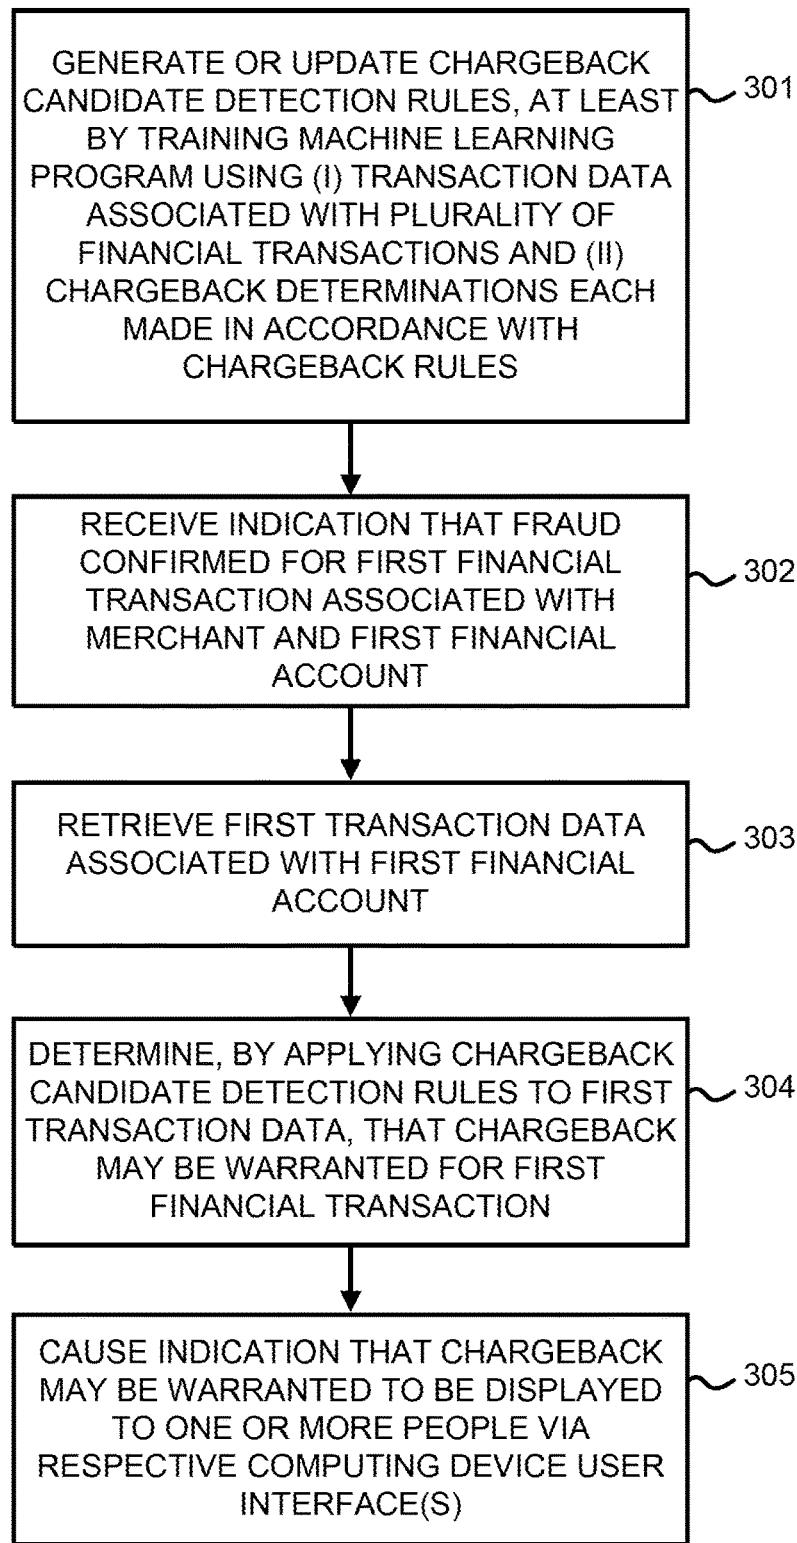 GENERATE OR UPDATE CHARGEBACK
CANDIDATE DETECTION RULES, AT LEAST
BY TRAINING MACHINE LEARNING
PROGRAM USING (I) TRANSACTION DATA
ASSOCIATED WITH PLURALITY OF
FINANCIAL TRANSACTIONS AND (II)
CHARGEBACK DETERMINATIONS EACH
MADE IN ACCORDANCE WITH
CHARGEBACK RULES
301
RECEIVE INDICATION THAT FRAUD
CONFIRMED FOR FIRST FINANCIAL
TRANSACTION ASSOCIATED WITH
MERCHANT AND FIRST FINANCIAL
ACCOUNT
302
RETRIEVE FIRST TRANSACTION DATA
ASSOCIATED WITH FIRST FINANCIAL
ACCOUNT
303
DETERMINE, BY APPLYING CHARGEBACK
CANDIDATE DETECTION RULES TO FIRST
TRANSACTION DATA, THAT CHARGEBACK
MAY BE WARRANTED FOR FIRST
FINANCIAL TRANSACTION
304
CAUSE INDICATION THAT CHARGEBACK
MAY BE WARRANTED TO BE DISPLAYED
TO ONE OR MORE PEOPLE VIA
RESPECTIVE COMPUTING DEVICE USER
INTERFACE(S)
305